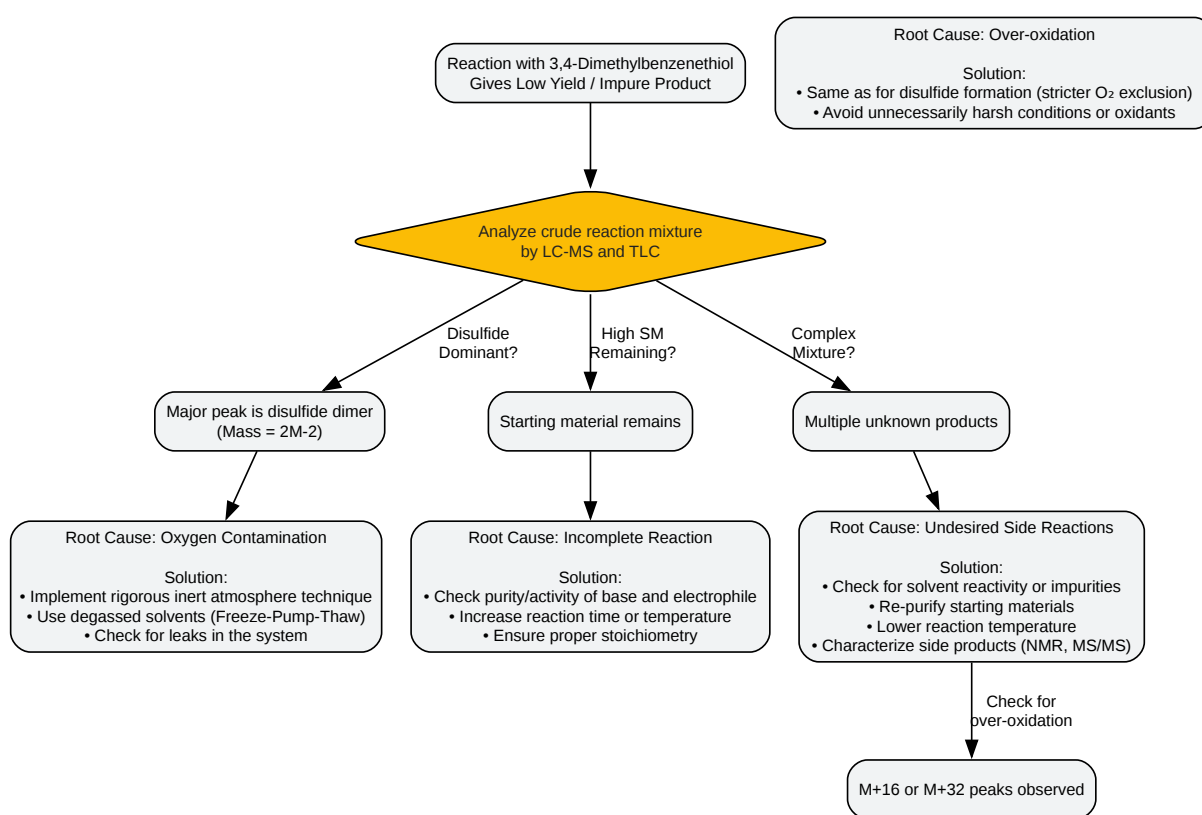 Reaction with 3,4-Dimethylbenzenethiol
Gives Low Yield / Impure Product
Root Cause: Over-oxidation
Solution:
• Same as for disulfide formation (stricter O₂ exclusion)
• Avoid unnecessarily harsh conditions or oxidants
Analyze crude reaction mixture
by LC-MS and TLC
Disulfide
Dominant?
High SM
Remaining?
Complex
Mixture?
Major peak is disulfide dimer
(Mass = 2M-2)
Starting material remains
Multiple unknown products
Root Cause: Oxygen Contamination
Solution:
• Implement rigorous inert atmosphere technique
• Use degassed solvents (Freeze-Pump-Thaw)
• Check for leaks in the system
Root Cause: Incomplete Reaction
Solution:
• Check purity/activity of base and electrophile
• Increase reaction time or temperature
• Ensure proper stoichiometry
Root Cause: Undesired Side Reactions
Solution:
• Check for solvent reactivity or impurities
• Re-purify starting materials
• Lower reaction temperature
• Characterize side products (NMR, MS/MS)
Check for
over-oxidation
M+16 or M+32 peaks observed